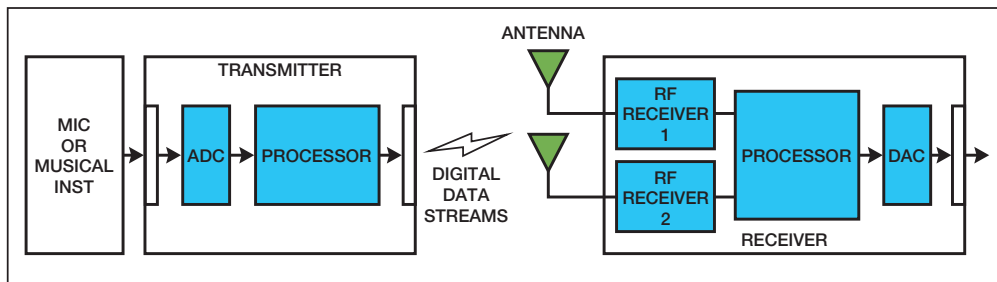 MIC
OR
MUSICAL
INST
TRANSMITTER
ADC
PROCESSOR
DIGITAL
DATA
STREAMS
ANTENNA
RF
RECEIVER
1
RF
RECEIVER
2
PROCESSOR
DAC
RECEIVER